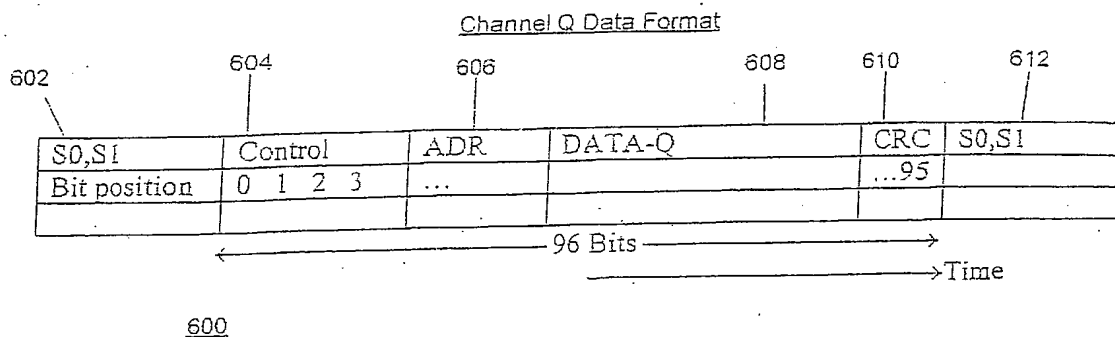 Channel Q Data Format
602 604 606 608 610 612
S0,S1 Control ADR DATA-Q CRC S0,S1
Bit position 0 1 2 3 ... ...95
96 Bits
Time
600